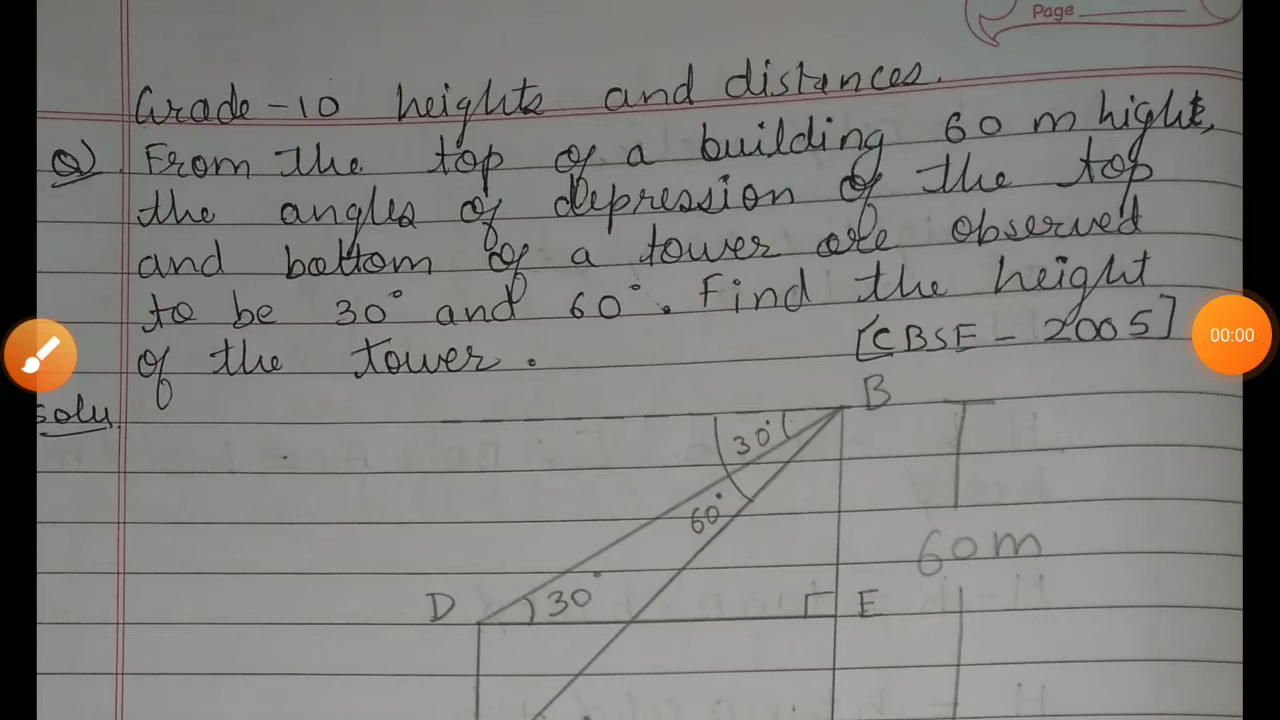 Page
Grade-10 heights and distances.
Q) From the top of a building 60 m hight,
the angles of depression of the top
and bottom of a tower are observed
to be 30° and 60°. Find the height
of the tower. [CBSE - 2005]
solu
B
30°
60°
60m
D 30° E
00:00